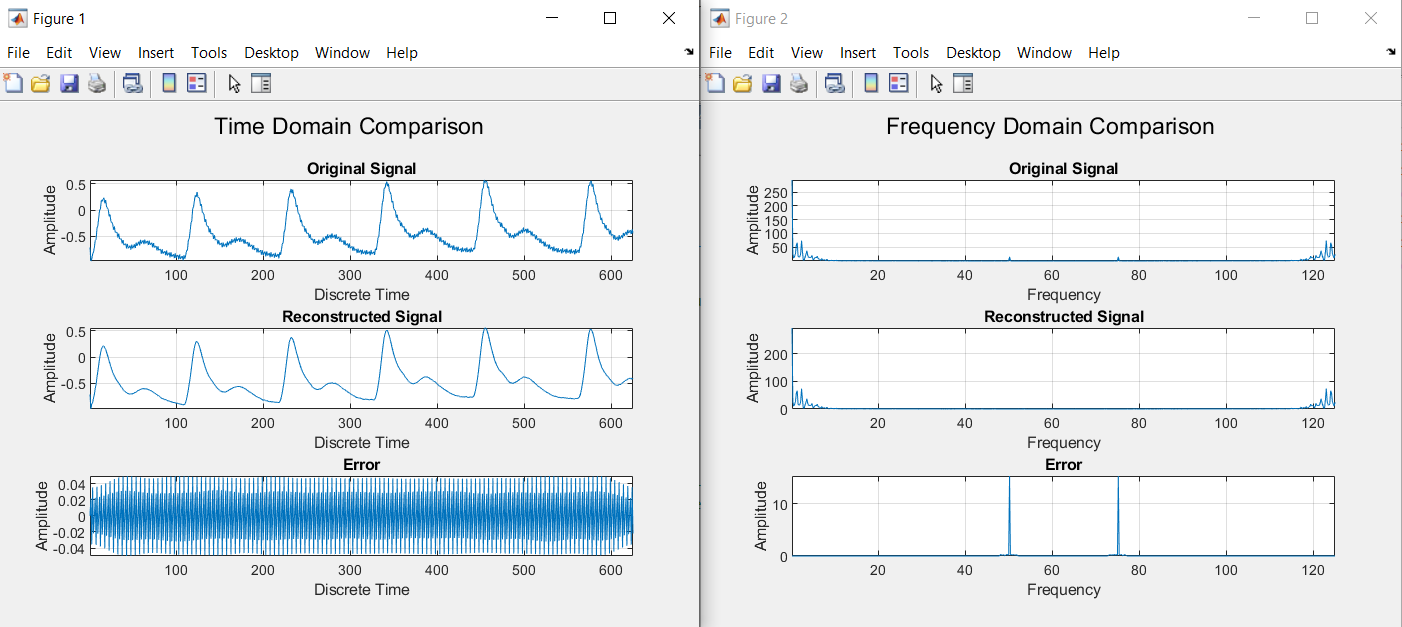 Figure 1
File Edit View Insert Tools Desktop Window Help
Time Domain Comparison
Original Signal
Amplitude
0.5
0
-0.5
100 200 300 400 500 600
Discrete Time
Reconstructed Signal
Amplitude
0.5
0
-0.5
100 200 300 400 500 600
Discrete Time
Error
Amplitude
0.04
0.02
0
-0.02
-0.04
100 200 300 400 500 600
Discrete Time
Figure 2
File Edit View Insert Tools Desktop Window Help
Frequency Domain Comparison
Original Signal
Amplitude
250
200
150
100
50
20 40 60 80 100 120
Frequency
Reconstructed Signal
Amplitude
200
100
0
20 40 60 80 100 120
Frequency
Error
Amplitude
10
0
20 40 60 80 100 120
Frequency